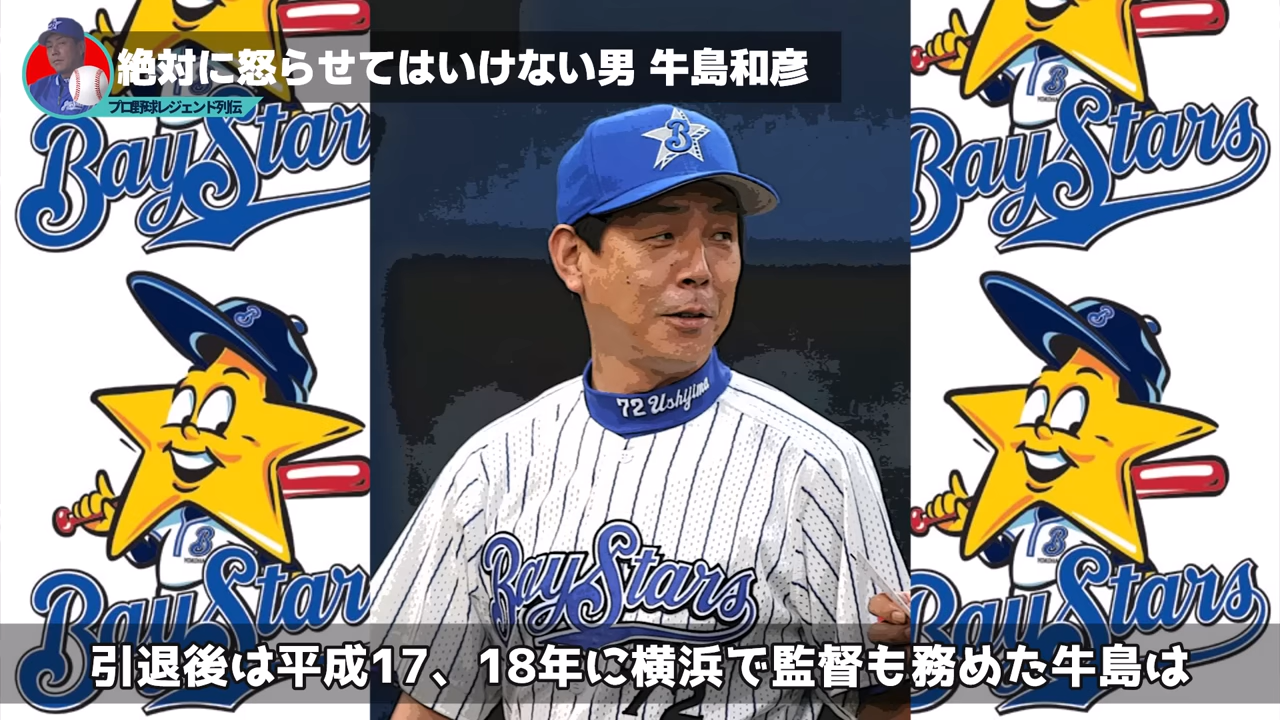 絶対に怒らせてはいけない男 牛島和彦
プロ野球レジェンド列伝
BayStars
BayStars
B
B
72 Ushijima
B
B
BayStars
B
B
BayStars
BayStars
72
引退後は平成17、18年に横浜で監督も務めた牛島は